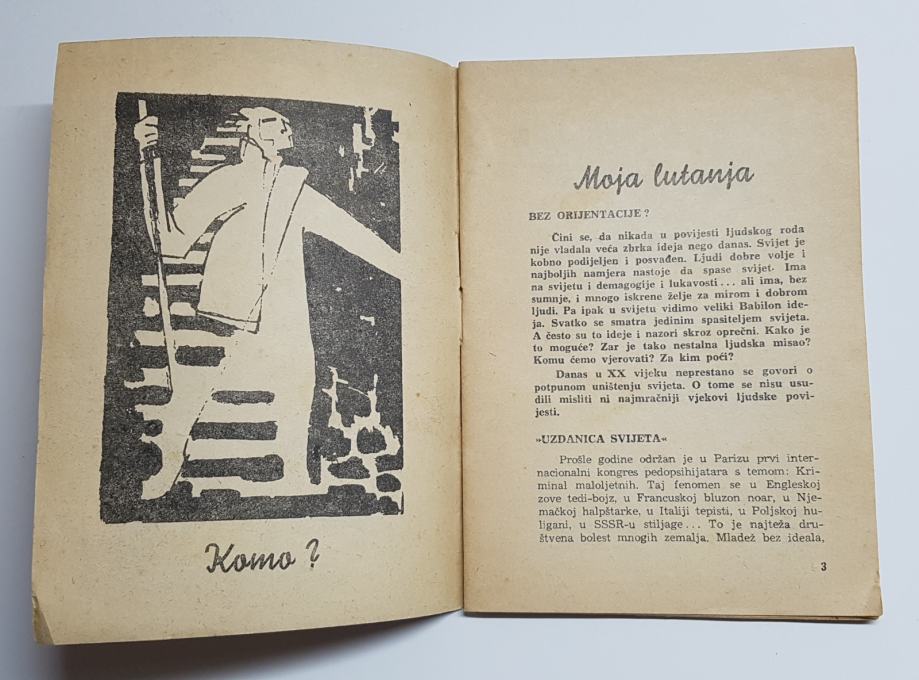 Komo?
Moja lutanja
BEZ ORIJENTACIJE?
Čini se, da nikada u povijesti ljudskog roda
nije vladala veća zbrka ideja nego danas. Svijet je
kobno podijeljen i posvađen. Ljudi dobre volje i
najboljih namjera nastoje da spase svijet. Ima
na svijetu i demagogije i lukavosti... ali ima, bez
sumnje, i mnogo iskrene želje za mirom i dobrom
ljudi. Pa ipak u svijetu vidimo veliki Babilon ide-
ja. Svatko se smatra jedinim spasiteljem svijeta.
A često su to ideje i nazori skroz oprečni. Kako je
to moguće? Zar je tako nestalna ljudska misao?
Komu ćemo vjerovati? Za kim poći?
Danas u XX vijeku neprestano se govori o
potpunom uništenju svijeta. O tome se nisu usu-
dili misliti ni najmračniji vjekovi ljudske povi-
jesti.
»UZDANICA SVIJETA«
Prošle godine održan je u Parizu prvi inter-
nacionalni kongres pedopsihijatara s temom: Kri-
minal maloljetnih. Taj fenomen se u Engleskoj
zove tedi-bojz, u Francuskoj bluzon noar, u Nje-
mačkoj halpštarke, u Italiji tepisti, u Poljskoj hu-
ligani, u SSSR-u stiljage... To je najteža dru-
štvena bolest mnogih zemalja. Mladež bez ideala,
3